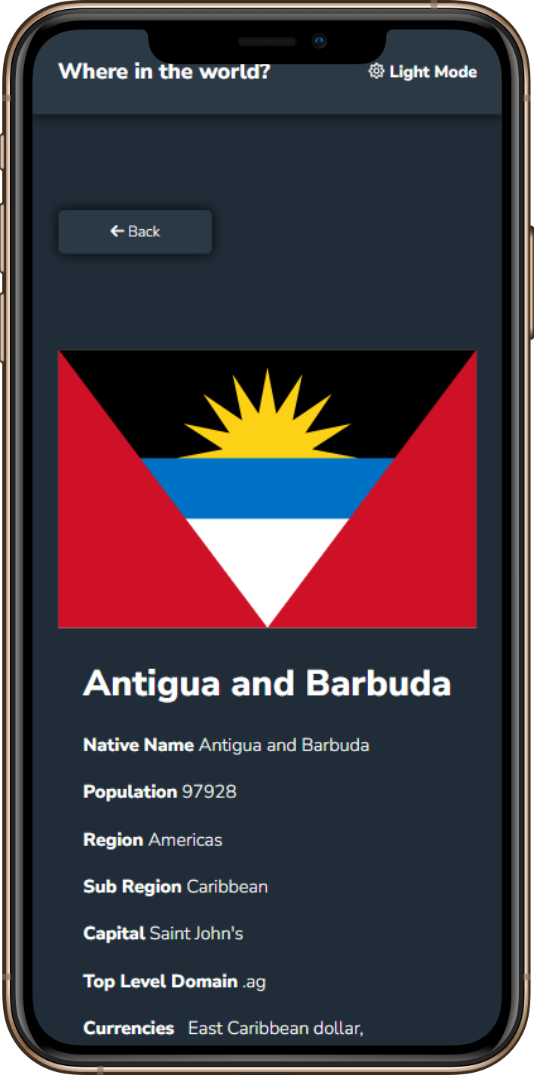 Where in the world? Light Mode
Back
Antigua and Barbuda
Native Name Antigua and Barbuda
Population 97928
Region Americas
Sub Region Caribbean
Capital Saint John's
Top Level Domain .ag
Currencies East Caribbean dollar,